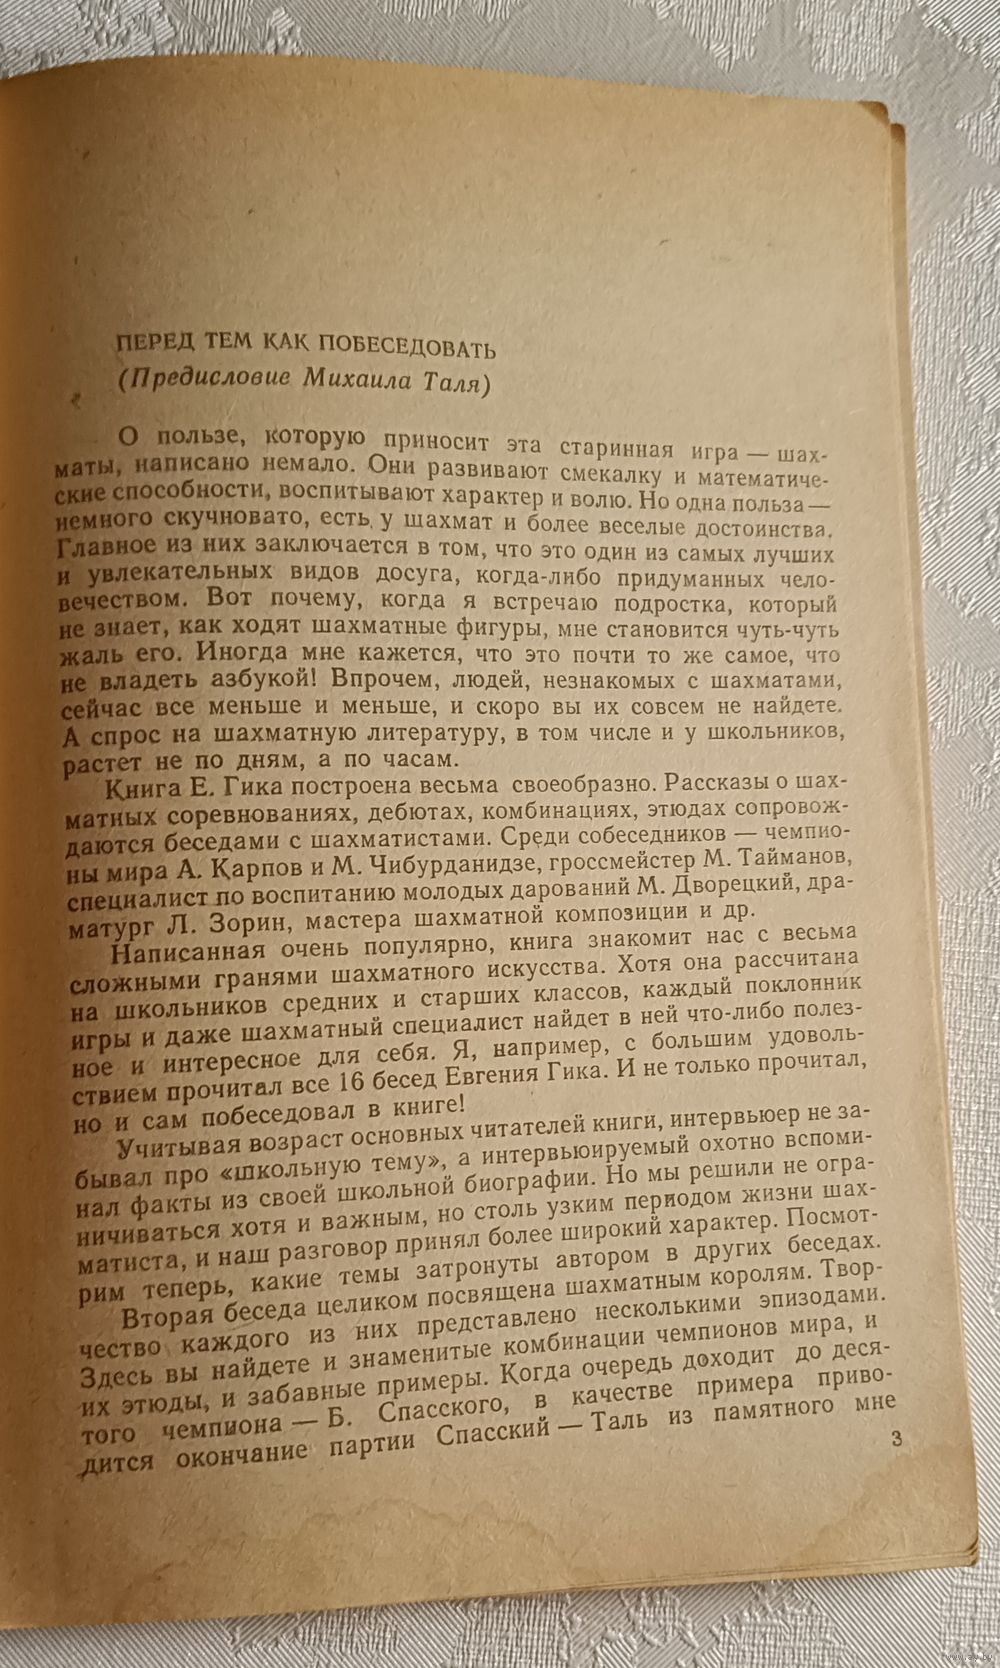 ПЕРЕД ТЕМ КАК ПОБЕСЕДОВАТЬ
(Предисловие Михаила Таля)
О пользе, которую приносит эта старинная игра — шах-
маты, написано немало. Они развивают смекалку и математиче-
ские способности, воспитывают характер и волю. Но одна польза —
немного скучновато, есть у шахмат и более веселые достоинства.
Главное из них заключается в том, что это один из самых лучших
и увлекательных видов досуга, когда-либо придуманных чело-
вечеством. Вот почему, когда я встречаю подростка, который
не знает, как ходят шахматные фигуры, мне становится чуть-чуть
жаль его. Иногда мне кажется, что это почти то же самое, что
не владеть азбукой! Впрочем, людей, незнакомых с шахматами,
сейчас все меньше и меньше, и скоро вы их совсем не найдете.
А спрос на шахматную литературу, в том числе и у школьников,
растет не по дням, а по часам.
Книга Е. Гика построена весьма своеобразно. Рассказы о шах-
матных соревнованиях, дебютах, комбинациях, этюдах сопровож-
даются беседами с шахматистами. Среди собеседников — чемпио-
ны мира А. Карпов и М. Чибурданидзе, гроссмейстер М. Тайманов,
специалист по воспитанию молодых дарований М. Дворецкий, дра-
матург Л. Зорин, мастера шахматной композиции и др.
Написанная очень популярно, книга знакомит нас с весьма
сложными гранями шахматного искусства. Хотя она рассчитана
на школьников средних и старших классов, каждый поклонник
игры и даже шахматный специалист найдет в ней что-либо полез-
ное и интересное для себя. Я, например, с большим удоволь-
ствием прочитал все 16 бесед Евгения Гика. И не только прочитал,
но и сам побеседовал в книге!
Учитывая возраст основных читателей книги, интервьюер не за-
бывал про «школьную тему», а интервьюируемый охотно вспоми-
нал факты из своей школьной биографии. Но мы решили не огра-
ничиваться хотя и важным, но столь узким периодом жизни шах-
матиста, и наш разговор принял более широкий характер. Посмот-
рим теперь, какие темы затронуты автором в других беседах.
Вторая беседа целиком посвящена шахматным королям. Твор-
чество каждого из них представлено несколькими эпизодами.
Здесь вы найдете и знаменитые комбинации чемпионов мира, и
их этюды, и забавные примеры. Когда очередь доходит до деся-
того чемпиона — Б. Спасского, в качестве примера приво-
дится окончание партии Спасский — Таль из памятного мне
3